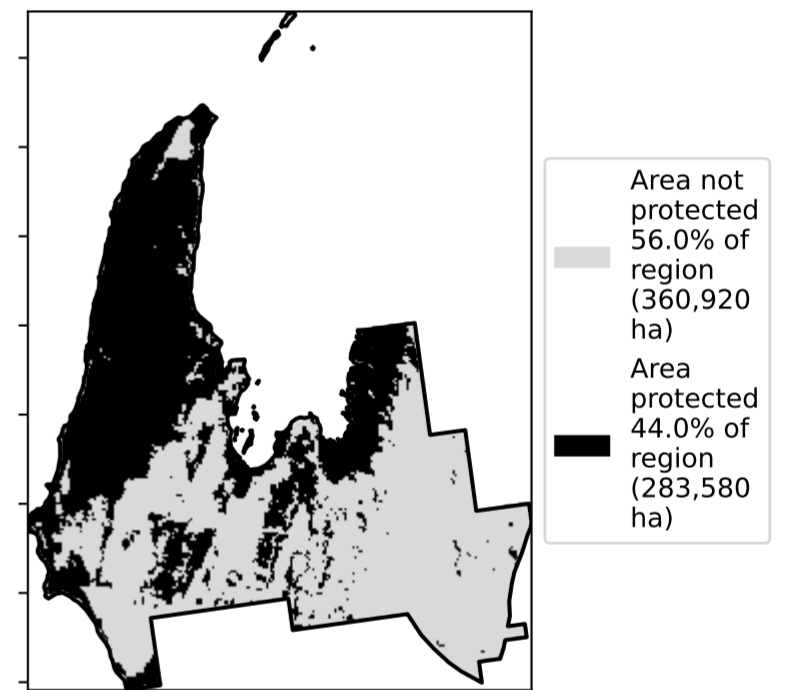 Area not
protected
56.0% of
region
(360,920
ha)
Area
protected
44.0% of
region
(283,580
ha)